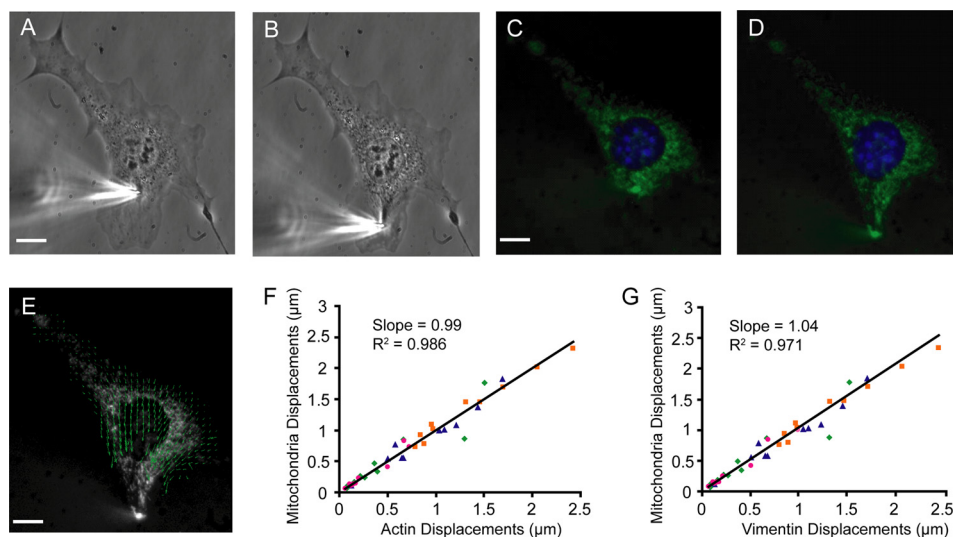 A
B
C
D
E
F
Slope = 0.99
R² = 0.986
Mitochondria Displacements (µm)
3
2.5
2
1.5
1
0.5
0
0
0.5
1
1.5
2
2.5
Actin Displacements (µm)
G
Slope = 1.04
R² = 0.971
Mitochondria Displacements (µm)
3
2.5
2
1.5
1
0.5
0
0
0.5
1
1.5
2
2.5
Vimentin Displacements (µm)